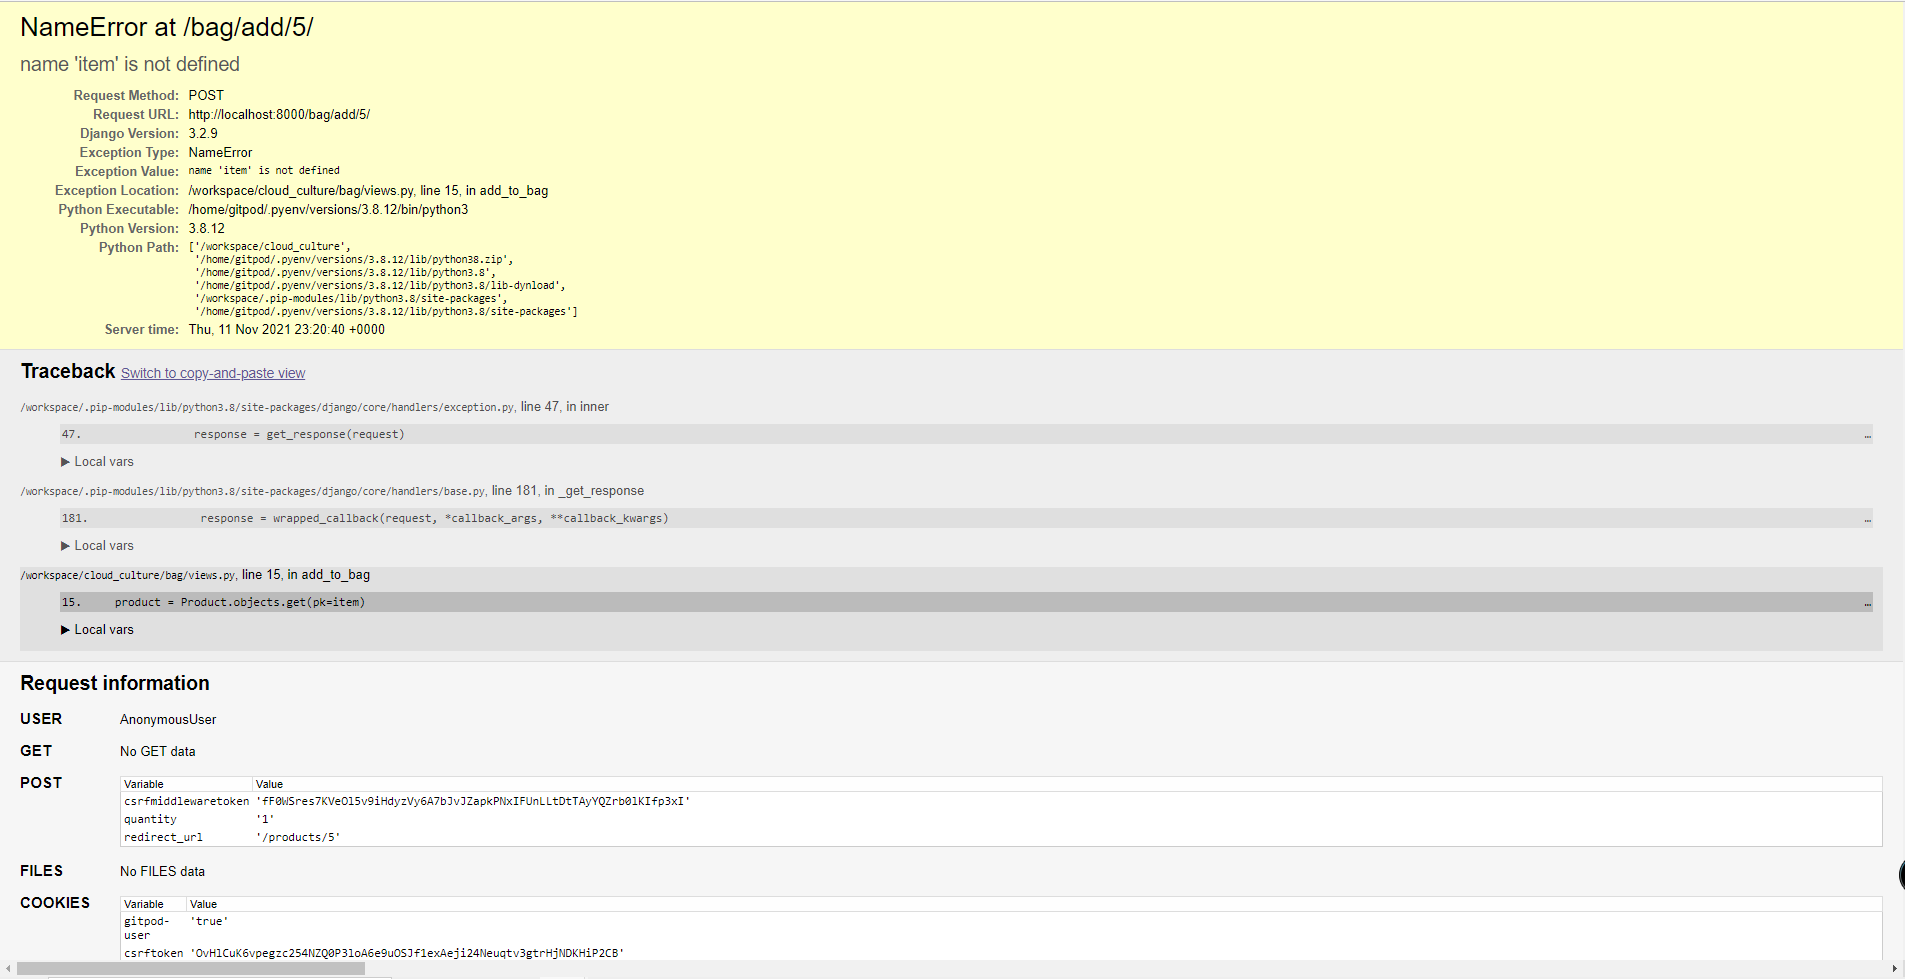 NameError at /bag/add/5/
name 'item' is not defined
Request Method: POST
Request URL: http://localhost:8000/bag/add/5/
Django Version: 3.2.9
Exception Type: NameError
Exception Value: name 'item' is not defined
Exception Location: /workspace/cloud_culture/bag/views.py, line 15, in add_to_bag
Python Executable: /home/gitpod/.pyenv/versions/3.8.12/bin/python3
Python Version: 3.8.12
Python Path: ['/workspace/cloud_culture',
'/home/gitpod/.pyenv/versions/3.8.12/lib/python38.zip',
'/home/gitpod/.pyenv/versions/3.8.12/lib/python3.8',
'/home/gitpod/.pyenv/versions/3.8.12/lib/python3.8/lib-dynload',
'/workspace/.pip-modules/lib/python3.8/site-packages',
'/home/gitpod/.pyenv/versions/3.8.12/lib/python3.8/site-packages']
Server time: Thu, 11 Nov 2021 23:20:40 +0000
Traceback Switch to copy-and-paste view
/workspace/.pip-modules/lib/python3.8/site-packages/django/core/handlers/exception.py, line 47, in inner
47. response = get_response(request) …
▶ Local vars
/workspace/.pip-modules/lib/python3.8/site-packages/django/core/handlers/base.py, line 181, in _get_response
181. response = wrapped_callback(request, *callback_args, **callback_kwargs) …
▶ Local vars
/workspace/cloud_culture/bag/views.py, line 15, in add_to_bag
15. product = Product.objects.get(pk=item) …
▶ Local vars
Request information
USER AnonymousUser
GET No GET data
POST Variable Value
csrfmiddlewaretoken 'fF0WSres7KVeOl5v9iHdyzVy6A7bJvJZapkPNxIFUnLLtDtTAyYQZrb0lKIfp3xI'
quantity '1'
redirect_url '/products/5'
FILES No FILES data
COOKIES Variable Value
gitpod- 'true'
user
csrftoken 'OvHlCuK6vpegzc254NZQ0P3loA6e9uOSJf1exAeji24Neuqtv3gtrHjNDKHiP2CB'